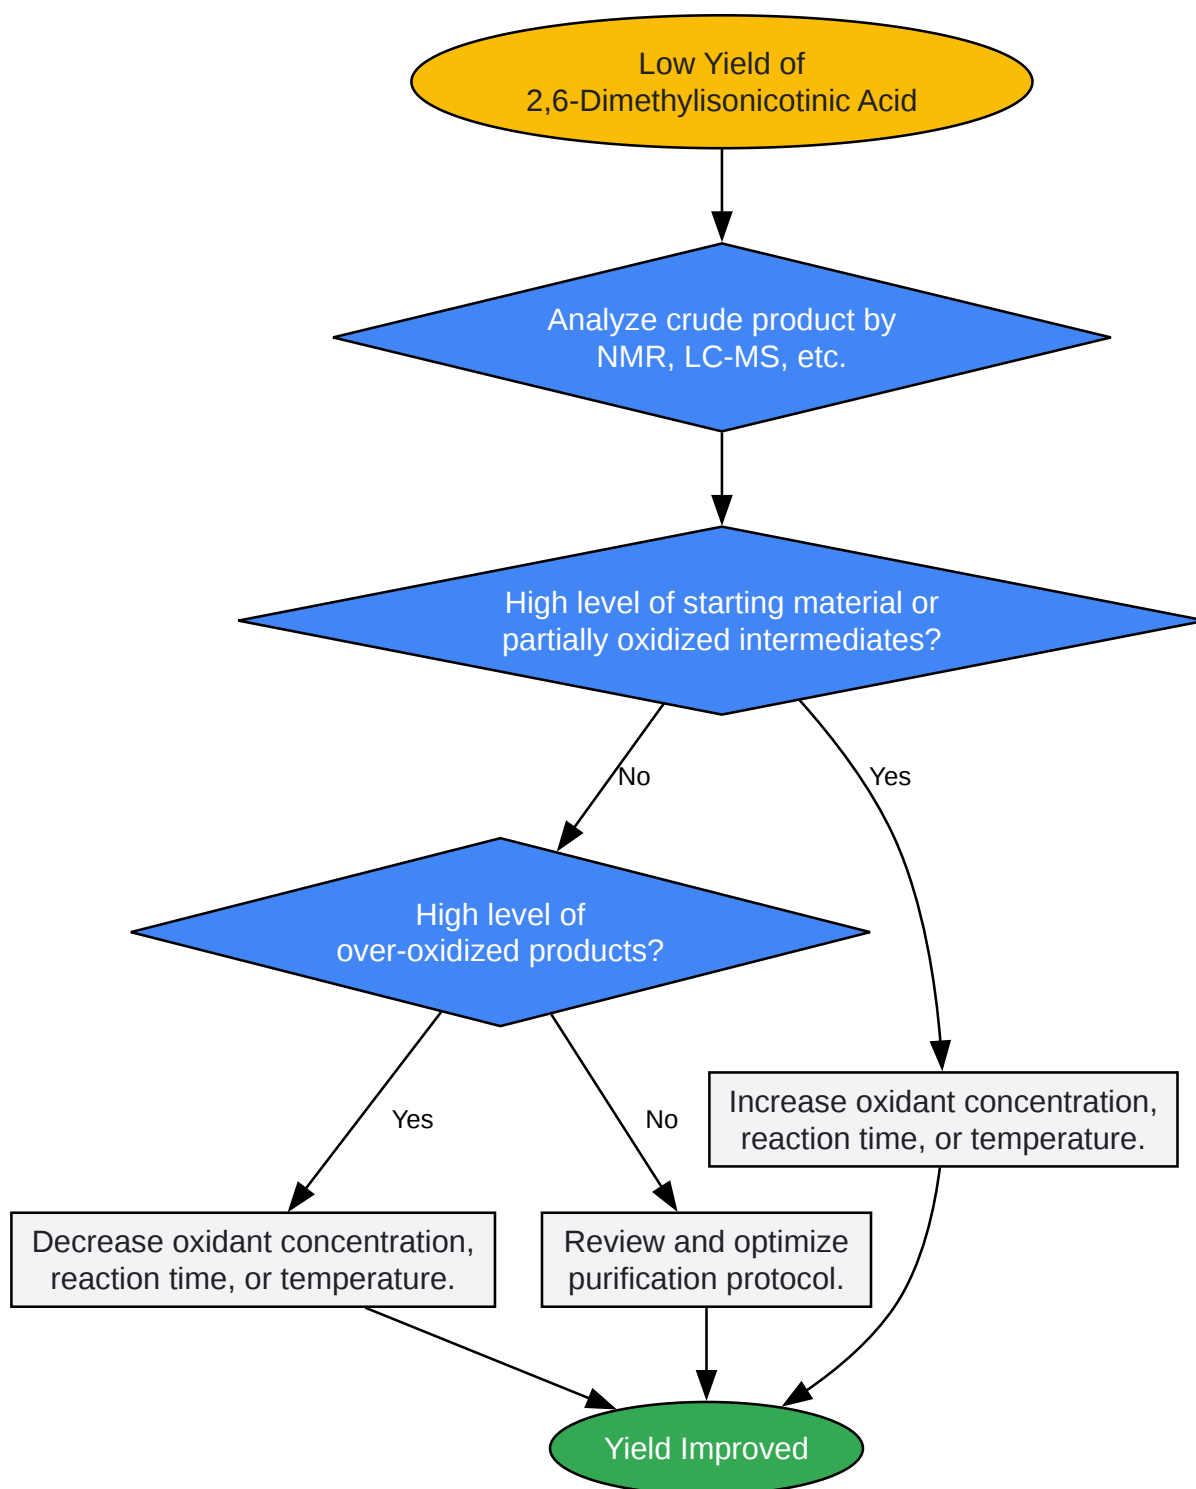 Low Yield of
2,6-Dimethylisonicotinic Acid
Analyze crude product by
NMR, LC-MS, etc.
High level of starting material or
partially oxidized intermediates?
No
Yes
High level of
over-oxidized products?
Yes
No
Increase oxidant concentration,
reaction time, or temperature.
Decrease oxidant concentration,
reaction time, or temperature.
Review and optimize
purification protocol.
Yield Improved